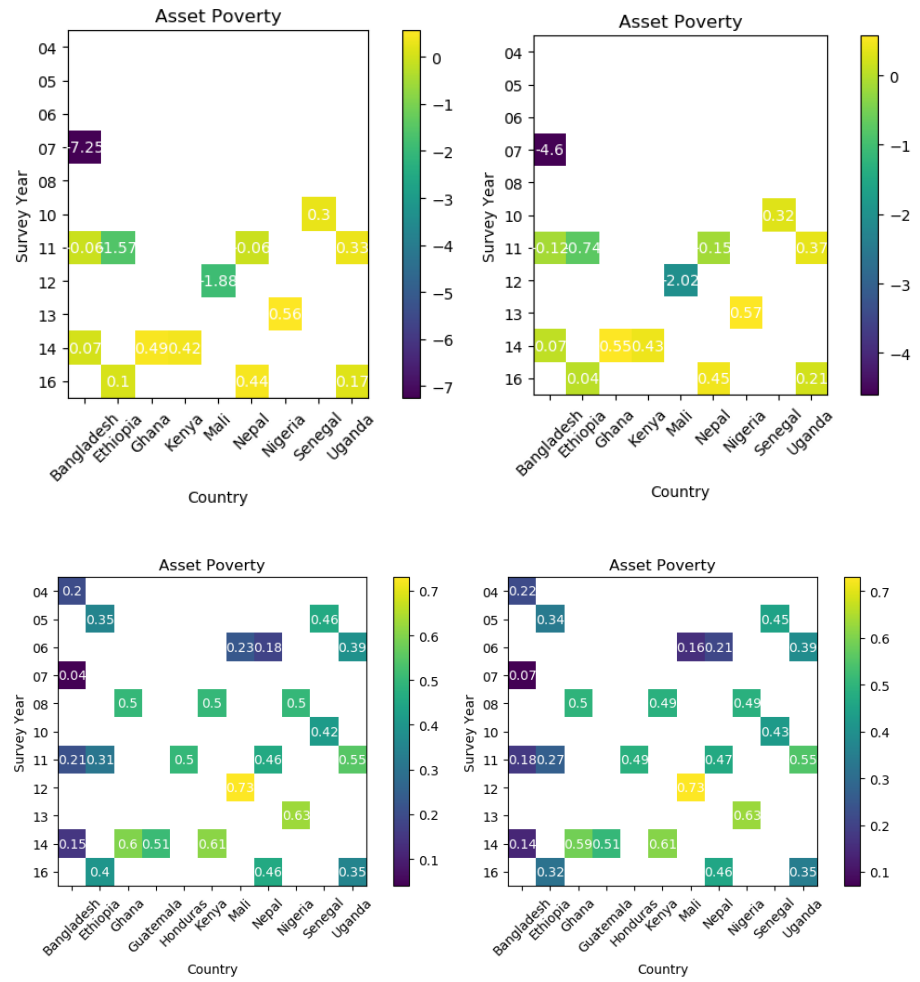 Asset Poverty
04
05
06
07 -7.25
08
10 0.3
11 -0.06 -1.57 -0.06 0.33
12 -1.88
13 0.56
14 0.07 0.49 0.42
16 0.1 0.44 0.17
Survey Year
Bangladesh Ethiopia Ghana Kenya Mali Nepal Nigeria Senegal Uganda
Country
0
−1
−2
−3
−4
−5
−6
−7
Asset Poverty
04
05
06
07 -4.6
08
10 0.32
11 -0.12 -0.74 -0.15 0.37
12 -2.02
13 0.57
14 0.07 0.55 0.43
16 0.04 0.45 0.21
Survey Year
Bangladesh Ethiopia Ghana Kenya Mali Nepal Nigeria Senegal Uganda
Country
0
−1
−2
−3
−4
Asset Poverty
04 0.2
05 0.35 0.46
06 0.23 0.18 0.39
07 0.04
08 0.5 0.5 0.5
10 0.42
11 0.21 0.31 0.5 0.46 0.55
12 0.73
13 0.63
14 0.15 0.6 0.51 0.61
16 0.4 0.46 0.35
Survey Year
Bangladesh Ethiopia Ghana Guatemala Honduras Kenya Mali Nepal Nigeria Senegal Uganda
Country
0.7
0.6
0.5
0.4
0.3
0.2
0.1
Asset Poverty
04 0.22
05 0.34 0.45
06 0.16 0.21 0.39
07 0.07
08 0.5 0.49 0.49
10 0.43
11 0.18 0.27 0.49 0.47 0.55
12 0.73
13 0.63
14 0.14 0.59 0.51 0.61
16 0.32 0.46 0.35
Survey Year
Bangladesh Ethiopia Ghana Guatemala Honduras Kenya Mali Nepal Nigeria Senegal Uganda
Country
0.7
0.6
0.5
0.4
0.3
0.2
0.1